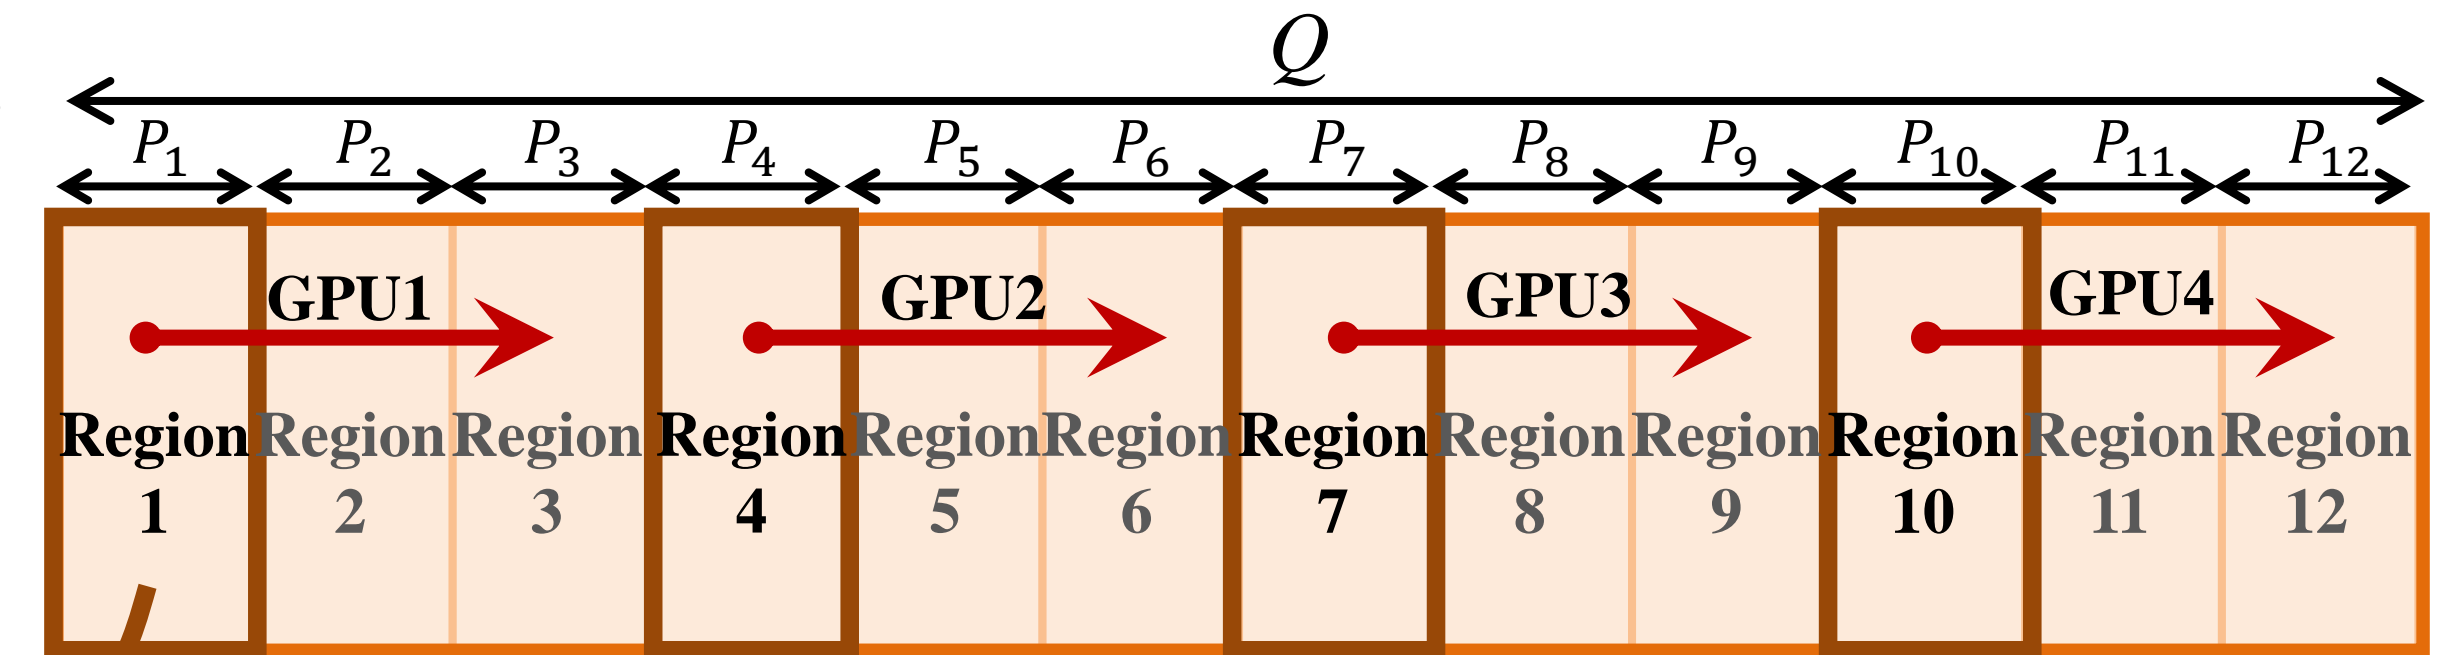 Q
P1 P2 P3 P4 P5 P6 P7 P8 P9 P10 P11 P12
GPU1 GPU2 GPU3 GPU4
Region Region Region Region Region Region Region Region Region Region Region Region
1 2 3 4 5 6 7 8 9 10 11 12